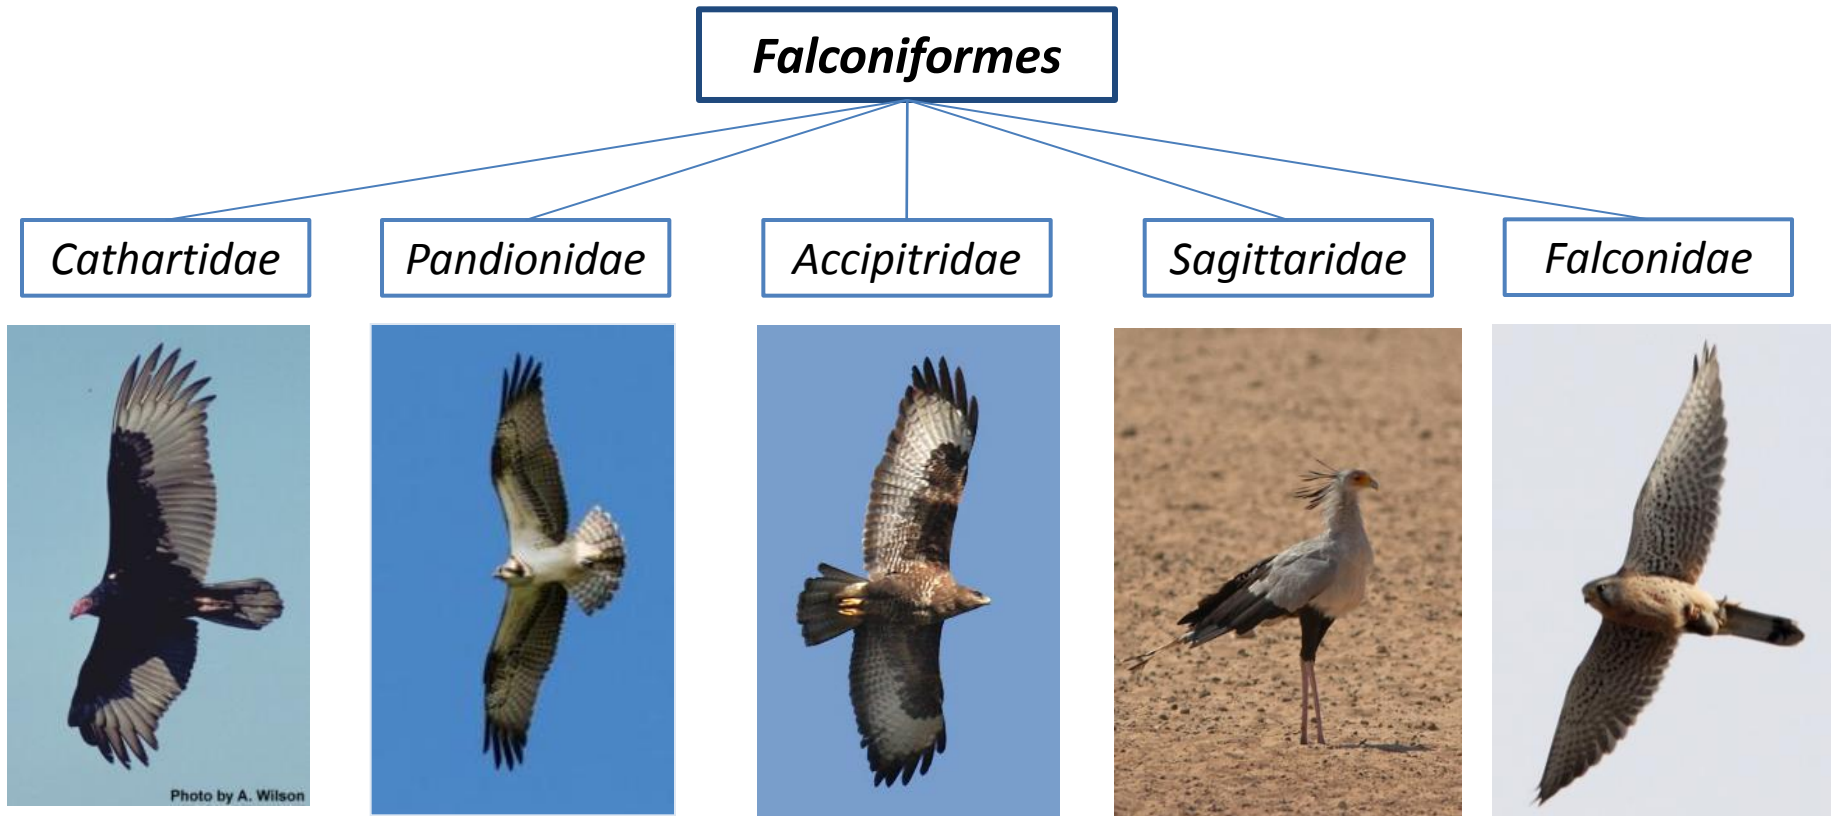 Falconiformes
Cathartidae
Pandionidae
Accipitridae
Sagittaridae
Falconidae
Photo by A. Wilson